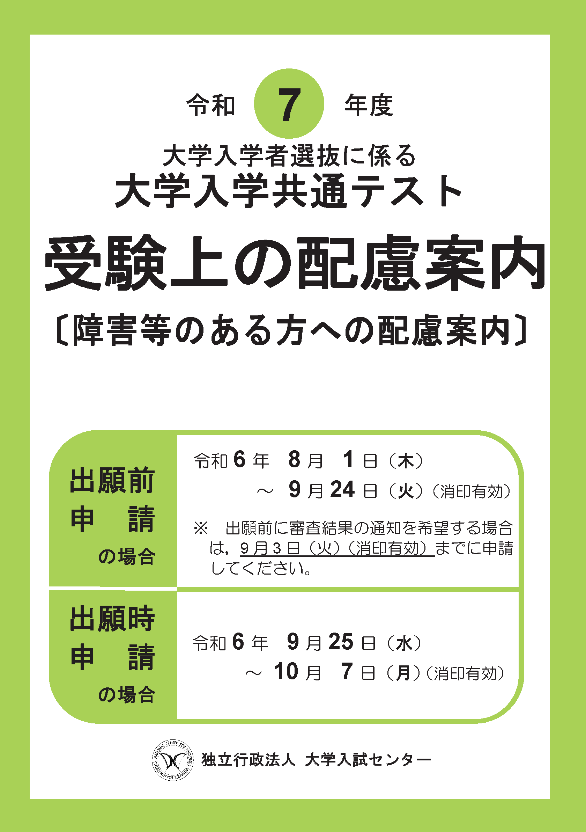 令和 7 年度
大学入学者選抜に係る
大学入学共通テスト
受験上の配慮案内
〔障害等のある方への配慮案内〕
出願前
申 請
の場合
令和 6 年 8 月 1 日（木）
～ 9 月 24 日（火）（消印有効）
※ 出願前に審査結果の通知を希望する場合
は，9月3日（火）（消印有効）までに申請
してください。
出願時
申 請
の場合
令和 6 年 9 月 25 日（水）
～ 10 月 7 日（月）（消印有効）
独立行政法人 大学入試センター